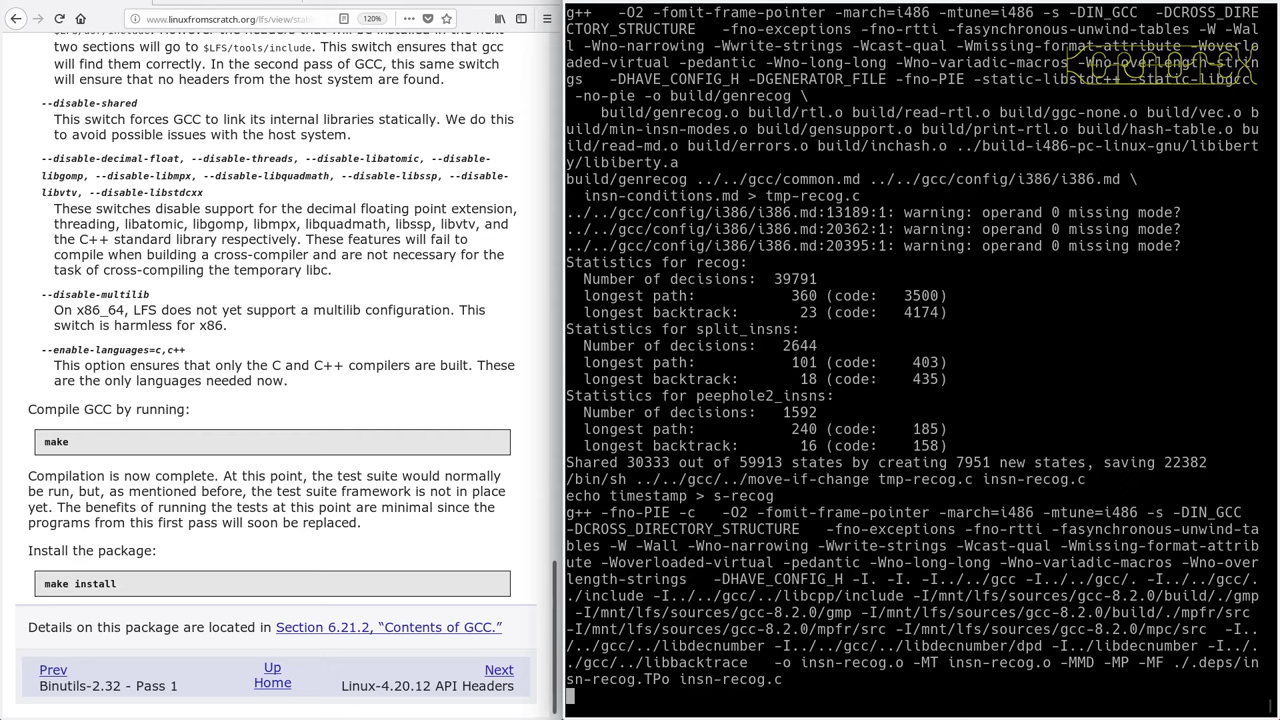 www.linuxfromscratch.org/lfs/view/stable
120%
two sections will go to $LFS/tools/include. This switch ensures that gcc
will find them correctly. In the second pass of GCC, this same switch
will ensure that no headers from the host system are found.
--disable-shared
This switch forces GCC to link its internal libraries statically. We do this
to avoid possible issues with the host system.
--disable-decimal-float, --disable-threads, --disable-libatomic, --disable-
libgomp, --disable-libmpx, --disable-libquadmath, --disable-libssp, --disable-
libvtv, --disable-libstdcxx
These switches disable support for the decimal floating point extension,
threading, libatomic, libgomp, libmpx, libquadmath, libssp, libvtv, and
the C++ standard library respectively. These features will fail to
compile when building a cross-compiler and are not necessary for the
task of cross-compiling the temporary libc.
--disable-multilib
On x86_64, LFS does not yet support a multilib configuration. This
switch is harmless for x86.
--enable-languages=c,c++
This option ensures that only the C and C++ compilers are built. These
are the only languages needed now.
Compile GCC by running:
make
Compilation is now complete. At this point, the test suite would normally
be run, but, as mentioned before, the test suite framework is not in place
yet. The benefits of running the tests at this point are minimal since the
programs from this first pass will soon be replaced.
Install the package:
make install
Details on this package are located in Section 6.21.2, “Contents of GCC.”
Prev
Up
Next
Binutils-2.32 - Pass 1
Home
Linux-4.20.12 API Headers
g++   -O2 -fomit-frame-pointer -march=i486 -mtune=i486 -s -DIN_GCC  -DCROSS_DIRE
CTORY_STRUCTURE   -fno-exceptions -fno-rtti -fasynchronous-unwind-tables -W -Wal
l -Wno-narrowing -Wwrite-strings -Wcast-qual -Wmissing-format-attribute -Woverlo
aded-virtual -pedantic -Wno-long-long -Wno-variadic-macros -Wno-overlength-string
s   -DHAVE_CONFIG_H -DGENERATOR_FILE -fno-PIE -static-libstdc++ -static-libgcc
 -no-pie -o build/genrecog \
    build/genrecog.o build/rtl.o build/read-rtl.o build/ggc-none.o build/vec.o b
uild/min-insn-modes.o build/gensupport.o build/print-rtl.o build/hash-table.o bu
ild/read-md.o build/errors.o build/inchash.o ../build-i486-pc-linux-gnu/libibert
y/libiberty.a
build/genrecog ../../gcc/common.md ../../gcc/config/i386/i386.md \
  insn-conditions.md > tmp-recog.c
../../gcc/config/i386/i386.md:13189:1: warning: operand 0 missing mode?
../../gcc/config/i386/i386.md:20362:1: warning: operand 0 missing mode?
../../gcc/config/i386/i386.md:20395:1: warning: operand 0 missing mode?
Statistics for recog:
  Number of decisions:  39791
  longest path:           360 (code:   3500)
  longest backtrack:       23 (code:   4174)
Statistics for split_insns:
  Number of decisions:   2644
  longest path:           101 (code:    403)
  longest backtrack:       18 (code:    435)
Statistics for peephole2_insns:
  Number of decisions:   1592
  longest path:           240 (code:    185)
  longest backtrack:       16 (code:    158)
Shared 30333 out of 59913 states by creating 7951 new states, saving 22382
/bin/sh ../../gcc/../move-if-change tmp-recog.c insn-recog.c
echo timestamp > s-recog
g++ -fno-PIE -c   -O2 -fomit-frame-pointer -march=i486 -mtune=i486 -s -DIN_GCC
-DCROSS_DIRECTORY_STRUCTURE   -fno-exceptions -fno-rtti -fasynchronous-unwind-ta
bles -W -Wall -Wno-narrowing -Wwrite-strings -Wcast-qual -Wmissing-format-attrib
ute -Woverloaded-virtual -pedantic -Wno-long-long -Wno-variadic-macros -Wno-over
length-strings   -DHAVE_CONFIG_H -I. -I. -I../../gcc -I../../gcc/. -I../../gcc/.
./include -I../../gcc/../libcpp/include -I/mnt/lfs/sources/gcc-8.2.0/build/./gmp
 -I/mnt/lfs/sources/gcc-8.2.0/gmp -I/mnt/lfs/sources/gcc-8.2.0/build/./mpfr/src
-I/mnt/lfs/sources/gcc-8.2.0/mpfr/src -I/mnt/lfs/sources/gcc-8.2.0/mpc/src  -I..
/../gcc/../libdecnumber -I../../gcc/../libdecnumber/dpd -I../libdecnumber -I../.
./gcc/../libbacktrace   -o insn-recog.o -MT insn-recog.o -MMD -MP -MF ./.deps/in
sn-recog.TPo insn-recog.c